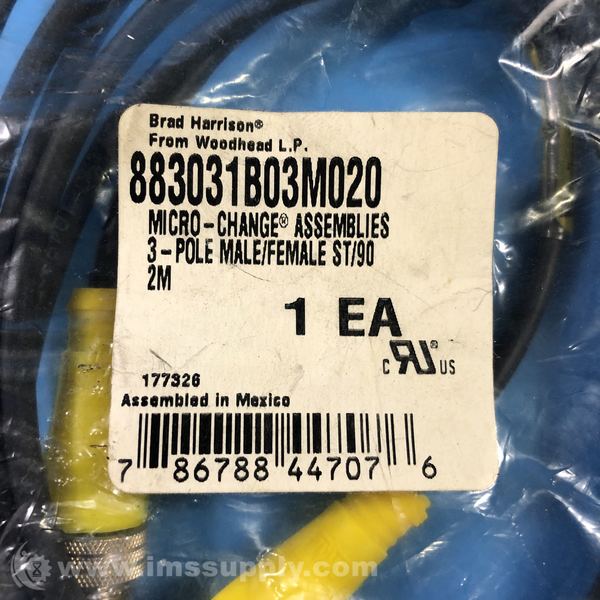 Brad Harrison®
From Woodhead L.P.
883031B03M020
MICRO-CHANGE® ASSEMBLIES
3-POLE MALE/FEMALE ST/90
2M
1 EA
C RU US
177326
Assembled in Mexico
7 86788 44707 6
www.imssupply.com